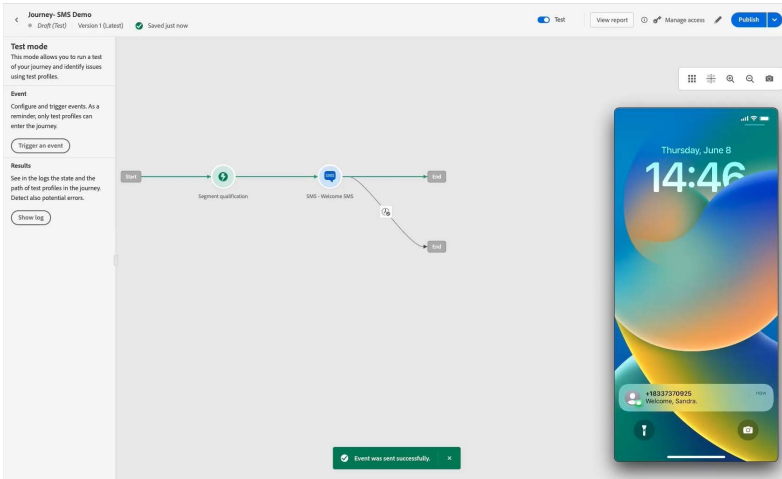 Journey- SMS Demo
Draft (Test) Version 1 (Latest) Saved just now
Test
View report
Manage access
Publish
Test mode
This mode allows you to run a test
of your journey and identify issues
using test profiles.
Event
Configure and trigger events. As a
reminder, only test profiles can
enter the journey.
Trigger an event
Results
See in the logs the state and the
path of test profiles in the journey.
Detect also potential errors.
Show log
Start
Segment qualification
SMS
SMS - Welcome SMS
End
End
Thursday, June 8
14:46
+18337370925
now
Welcome, Sandra.
Event was sent successfully.